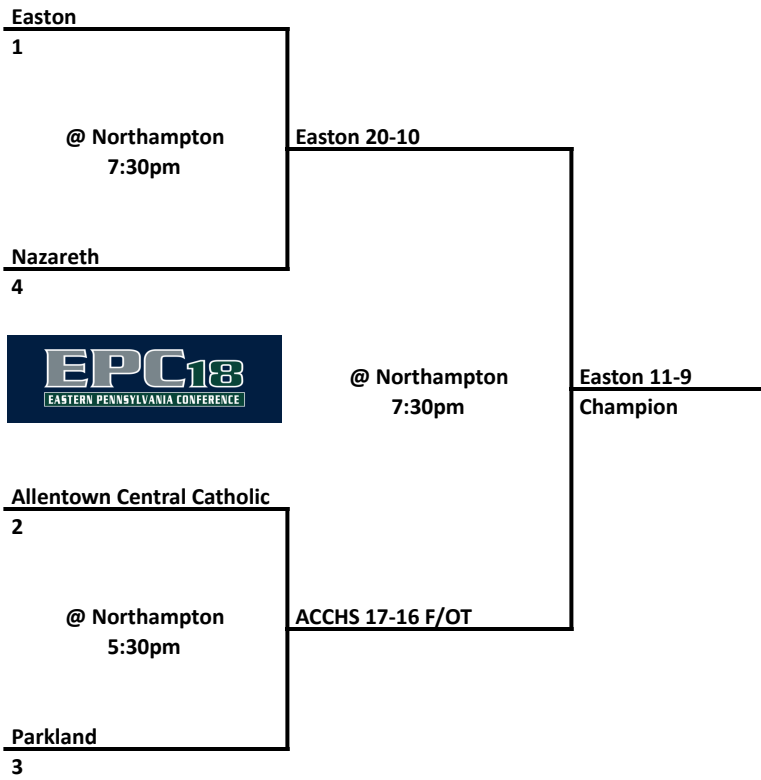 Easton
1
@ Northampton
7:30pm
Easton 20-10
Nazareth
4
EPC18
EASTERN PENNSYLVANIA CONFERENCE
@ Northampton
7:30pm
Easton 11-9
Champion
Allentown Central Catholic
2
@ Northampton
5:30pm
ACCHS 17-16 F/OT
Parkland
3